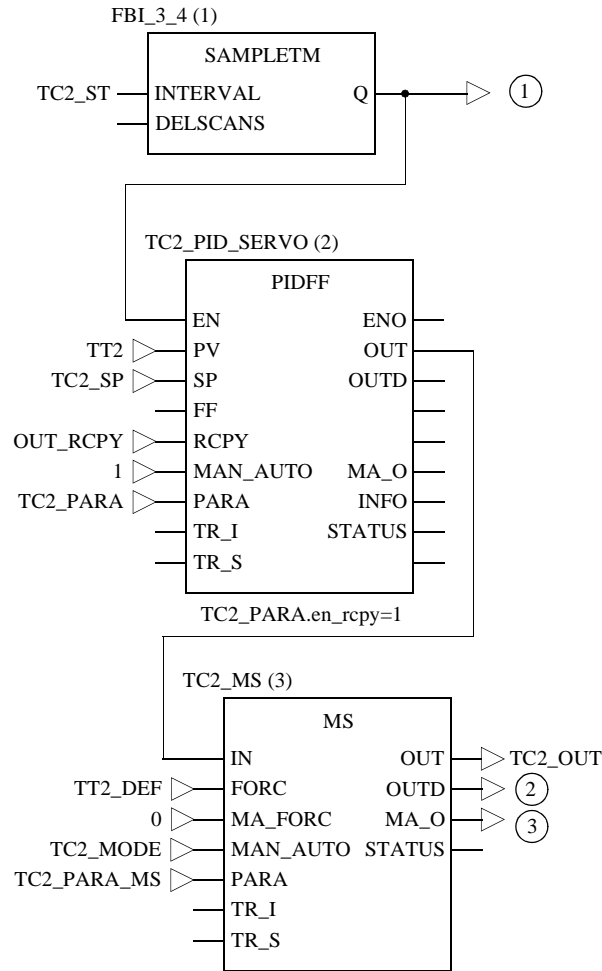 FBI_3_4 (1)
SAMPLETM
TC2_ST INTERVAL Q 1
DELSCANS
TC2_PID_SERVO (2)
PIDFF
EN ENO
TT2 PV OUT
TC2_SP SP OUTD
FF
OUT_RCPY RCPY
1 MAN_AUTO MA_O
TC2_PARA PARA INFO
TR_I STATUS
TR_S
TC2_PARA.en_rcpy=1
TC2_MS (3)
MS
IN OUT TC2_OUT
TT2_DEF FORC OUTD 2
0 MA_FORC MA_O 3
TC2_MODE MAN_AUTO STATUS
TC2_PARA_MS PARA
TR_I
TR_S